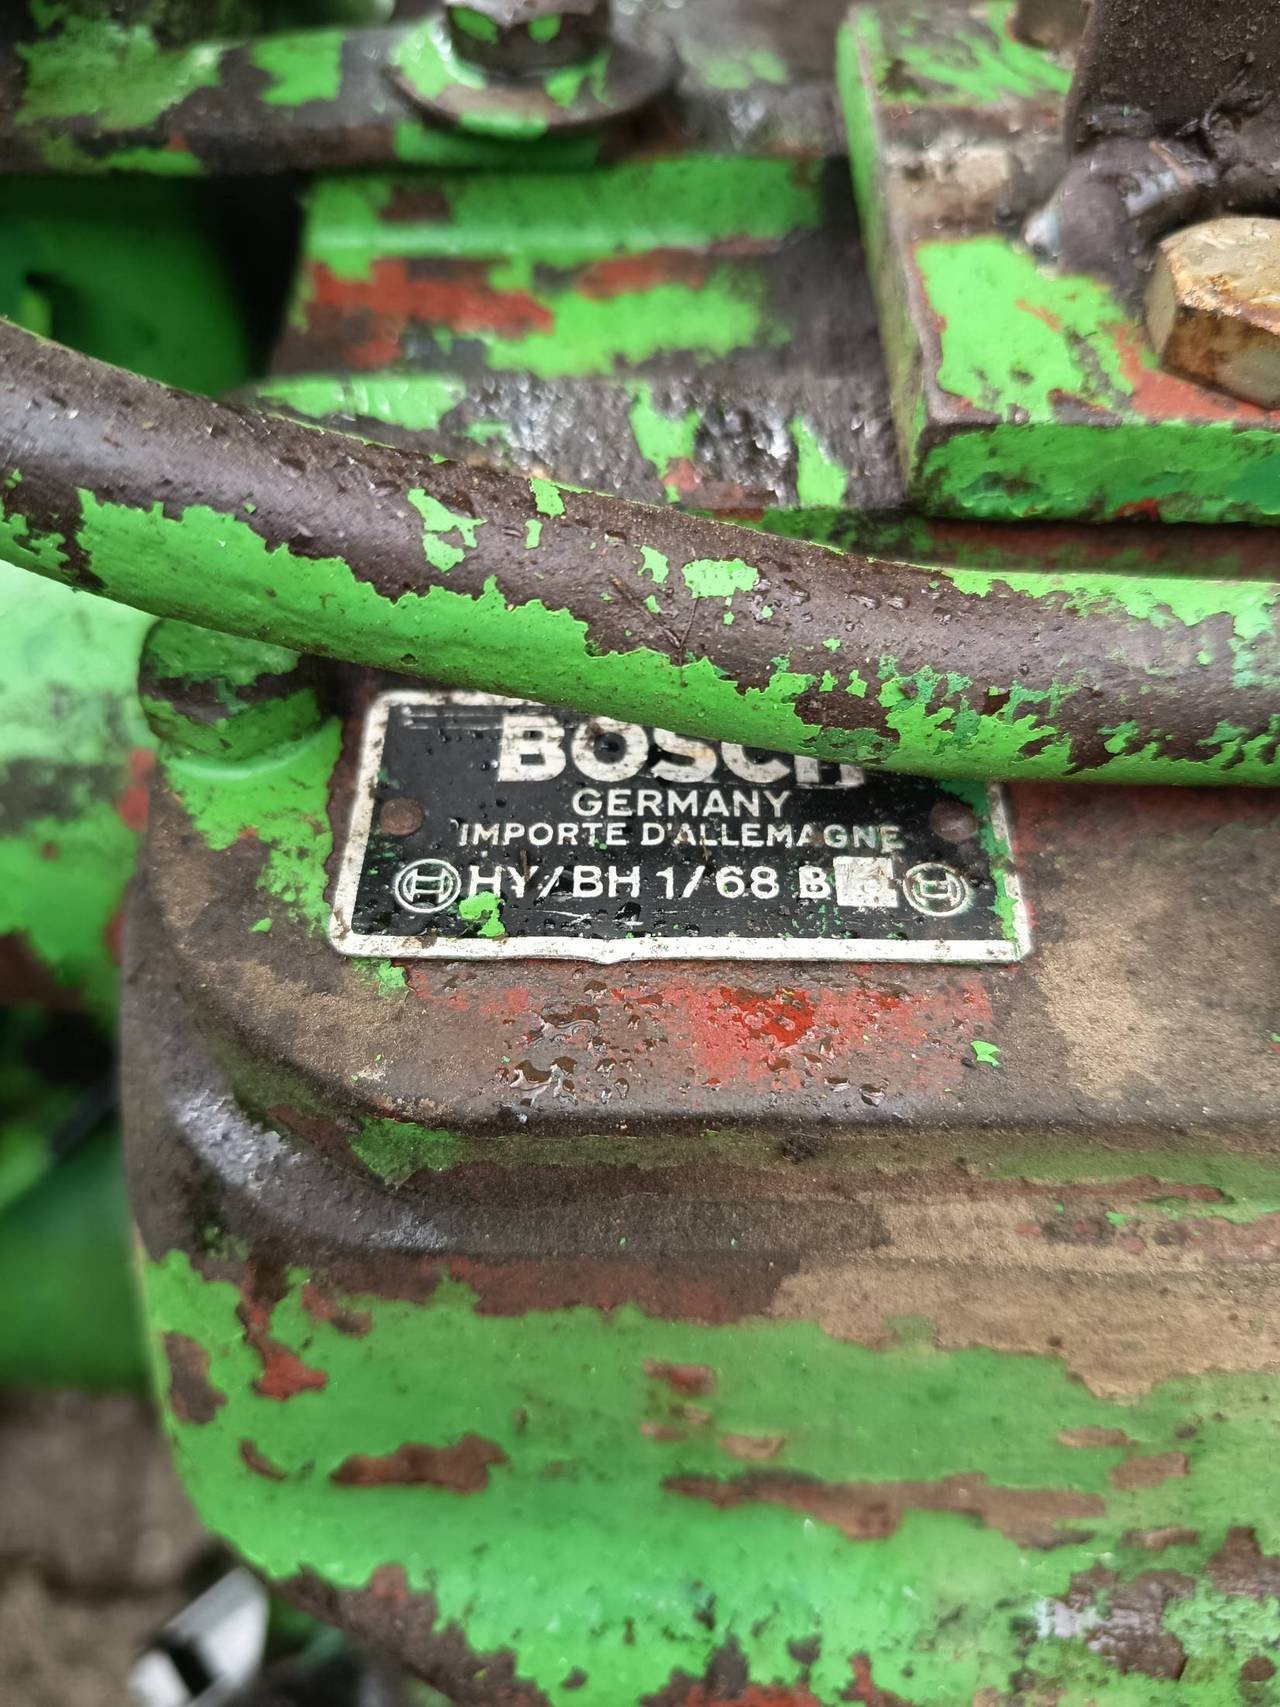 BOSCH
GERMANY
IMPORTE D'ALLEMAGNE
HY/BH 1/68 B